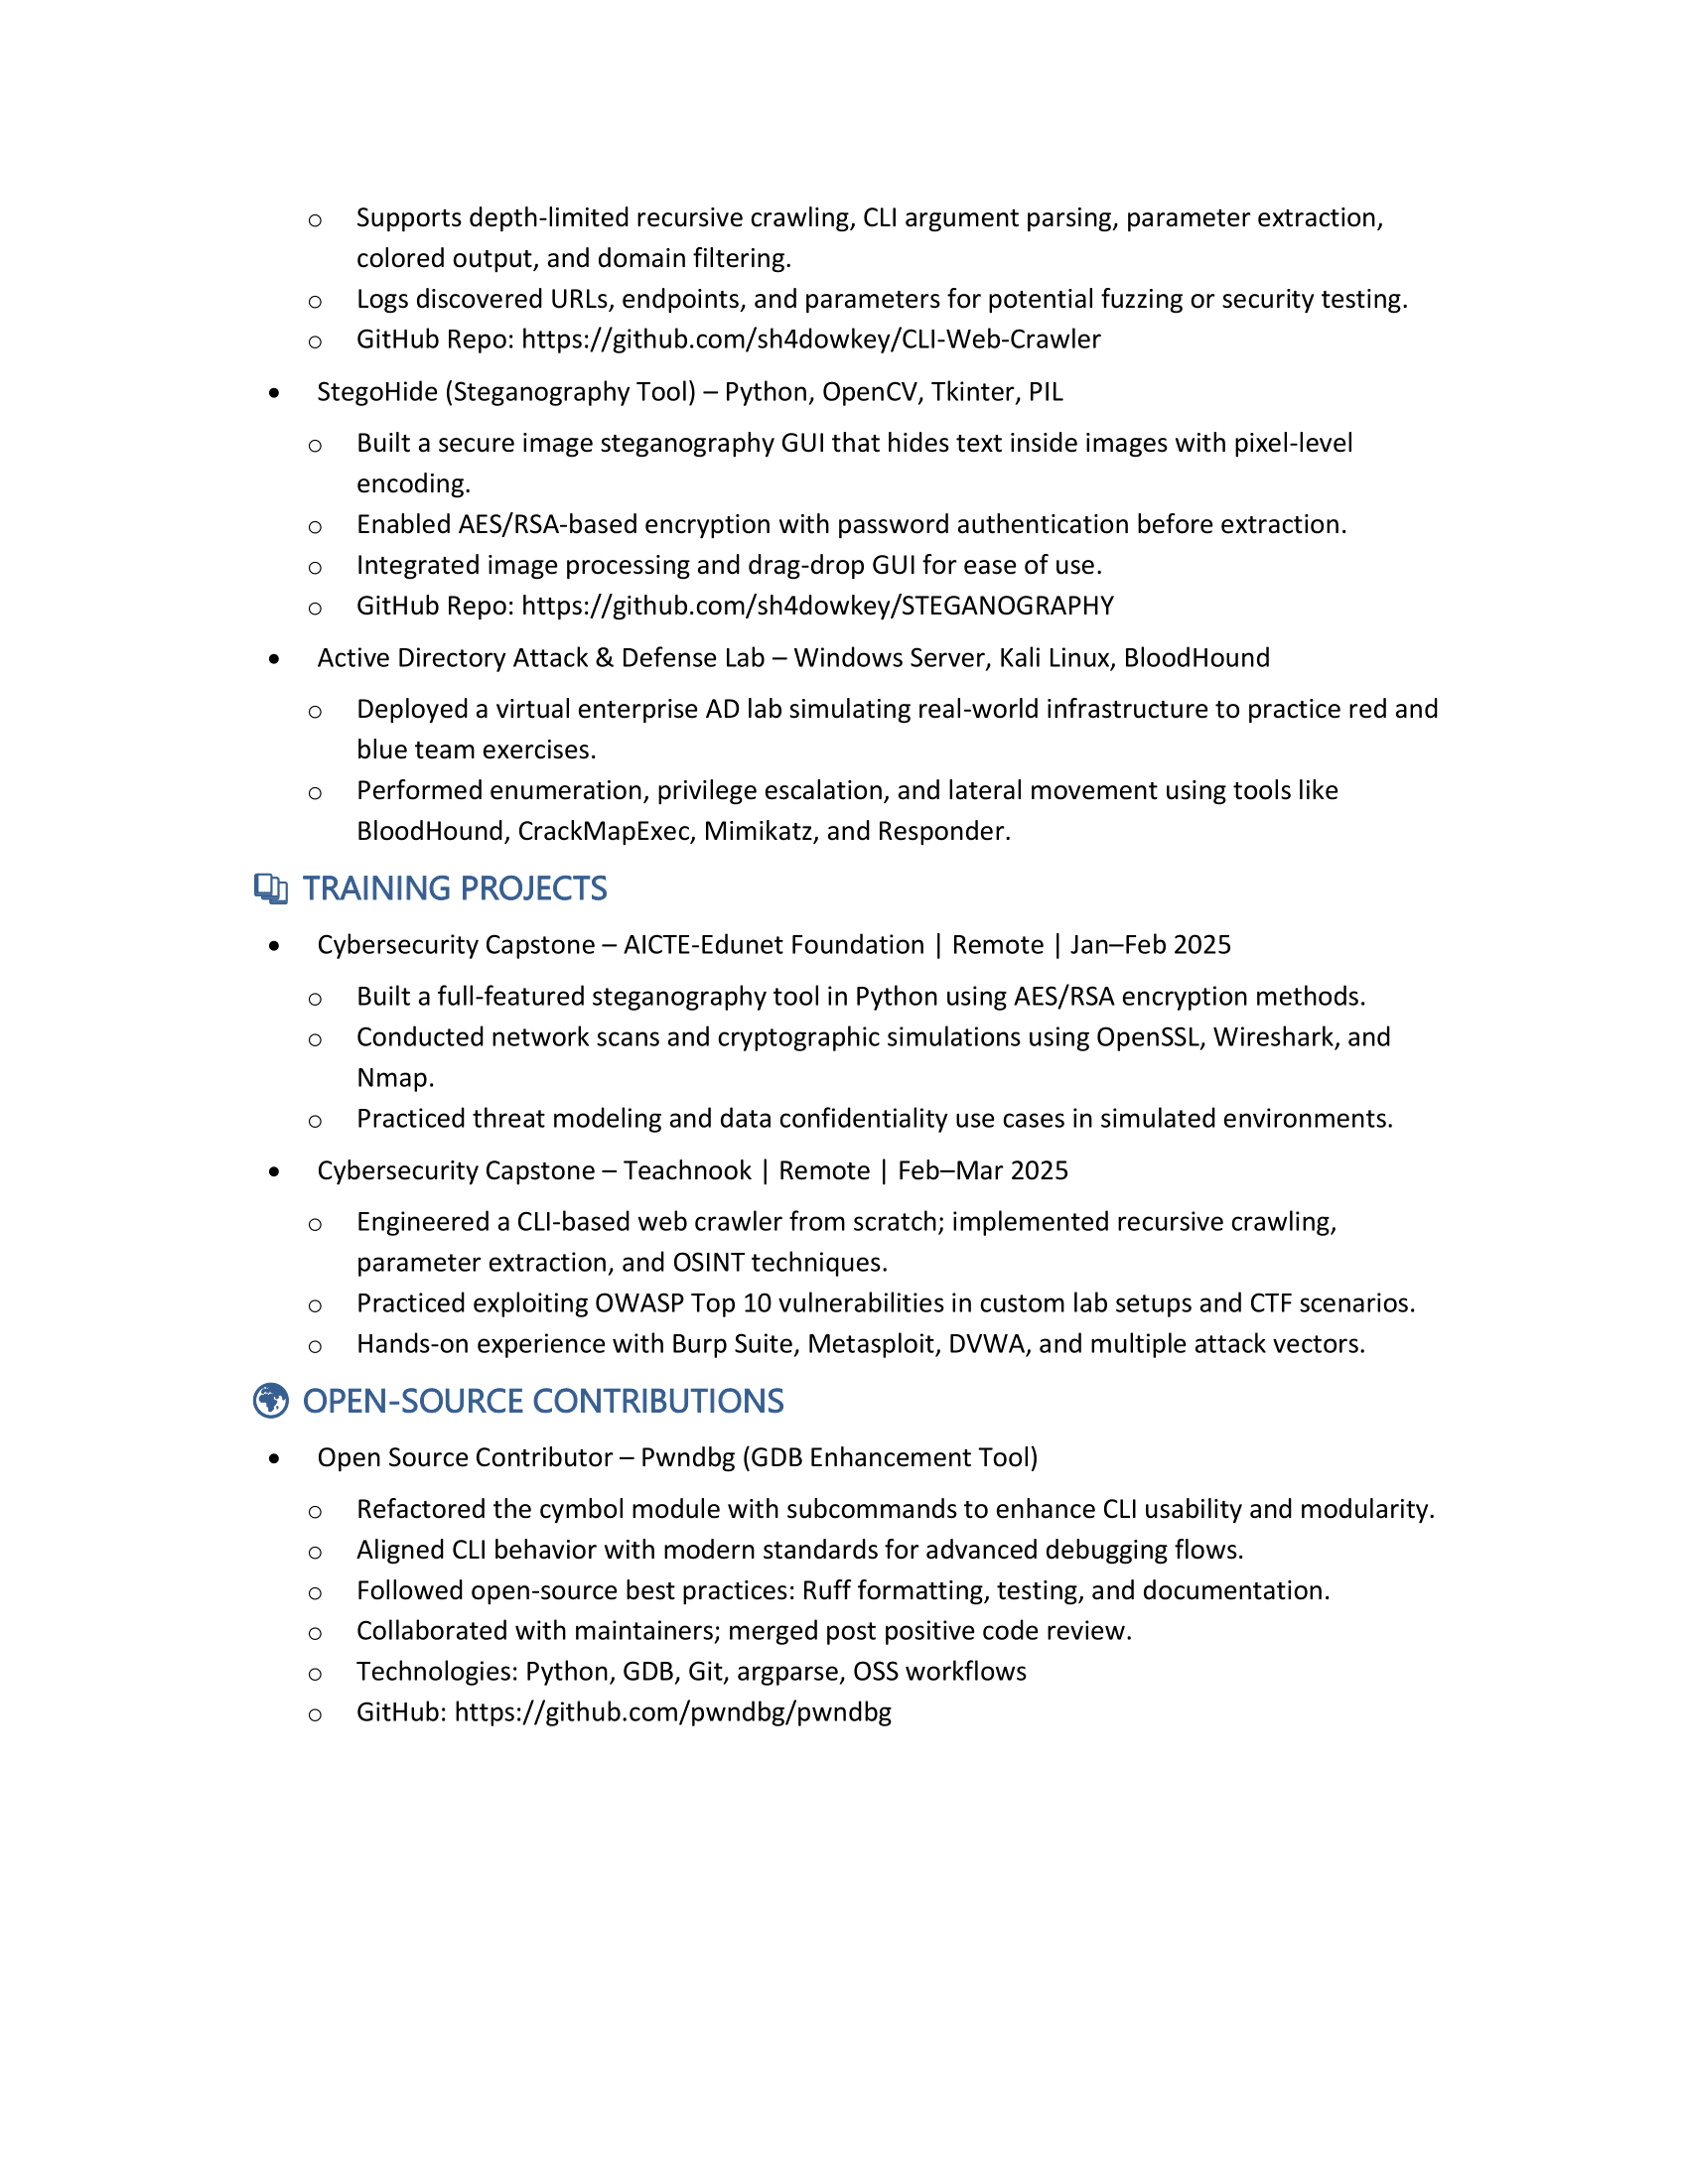 ○ Supports depth-limited recursive crawling, CLI argument parsing, parameter extraction,
colored output, and domain filtering.
○ Logs discovered URLs, endpoints, and parameters for potential fuzzing or security testing.
○ GitHub Repo: https://github.com/sh4dowkey/CLI-Web-Crawler
• StegoHide (Steganography Tool) – Python, OpenCV, Tkinter, PIL
○ Built a secure image steganography GUI that hides text inside images with pixel-level
encoding.
○ Enabled AES/RSA-based encryption with password authentication before extraction.
○ Integrated image processing and drag-drop GUI for ease of use.
○ GitHub Repo: https://github.com/sh4dowkey/STEGANOGRAPHY
• Active Directory Attack & Defense Lab – Windows Server, Kali Linux, BloodHound
○ Deployed a virtual enterprise AD lab simulating real-world infrastructure to practice red and
blue team exercises.
○ Performed enumeration, privilege escalation, and lateral movement using tools like
BloodHound, CrackMapExec, Mimikatz, and Responder.
TRAINING PROJECTS
• Cybersecurity Capstone – AICTE-Edunet Foundation | Remote | Jan–Feb 2025
○ Built a full-featured steganography tool in Python using AES/RSA encryption methods.
○ Conducted network scans and cryptographic simulations using OpenSSL, Wireshark, and
Nmap.
○ Practiced threat modeling and data confidentiality use cases in simulated environments.
• Cybersecurity Capstone – Teachnook | Remote | Feb–Mar 2025
○ Engineered a CLI-based web crawler from scratch; implemented recursive crawling,
parameter extraction, and OSINT techniques.
○ Practiced exploiting OWASP Top 10 vulnerabilities in custom lab setups and CTF scenarios.
○ Hands-on experience with Burp Suite, Metasploit, DVWA, and multiple attack vectors.
OPEN-SOURCE CONTRIBUTIONS
• Open Source Contributor – Pwndbg (GDB Enhancement Tool)
○ Refactored the cymbol module with subcommands to enhance CLI usability and modularity.
○ Aligned CLI behavior with modern standards for advanced debugging flows.
○ Followed open-source best practices: Ruff formatting, testing, and documentation.
○ Collaborated with maintainers; merged post positive code review.
○ Technologies: Python, GDB, Git, argparse, OSS workflows
○ GitHub: https://github.com/pwndbg/pwndbg